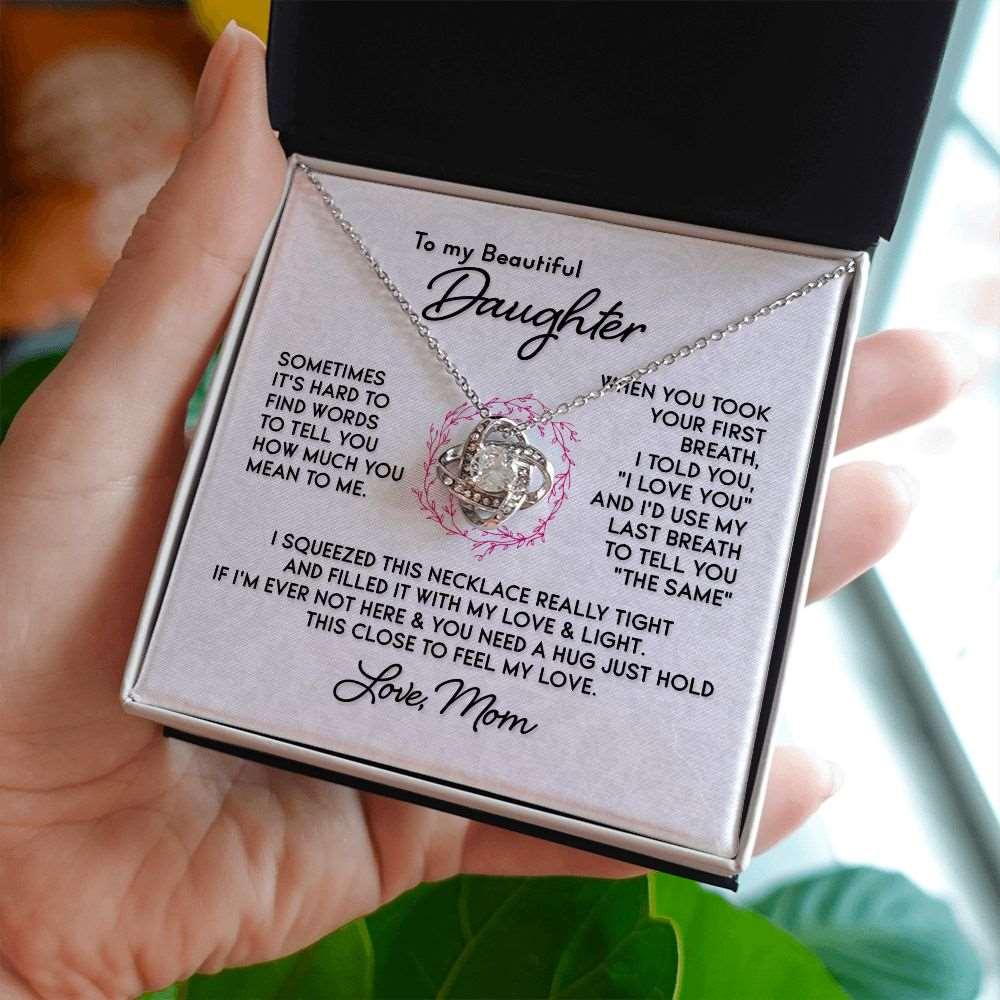 To my Beautiful
Daughter
SOMETIMES
IT'S HARD TO
FIND WORDS
TO TELL YOU
HOW MUCH YOU
MEAN TO ME.
WHEN YOU TOOK
YOUR FIRST
BREATH,
I TOLD YOU,
"I LOVE YOU"
AND I'D USE MY
LAST BREATH
TO TELL YOU
"THE SAME"
I SQUEEZED THIS NECKLACE REALLY TIGHT
AND FILLED IT WITH MY LOVE & LIGHT.
IF I'M EVER NOT HERE & YOU NEED A HUG JUST HOLD
THIS CLOSE TO FEEL MY LOVE.
Love, Mom